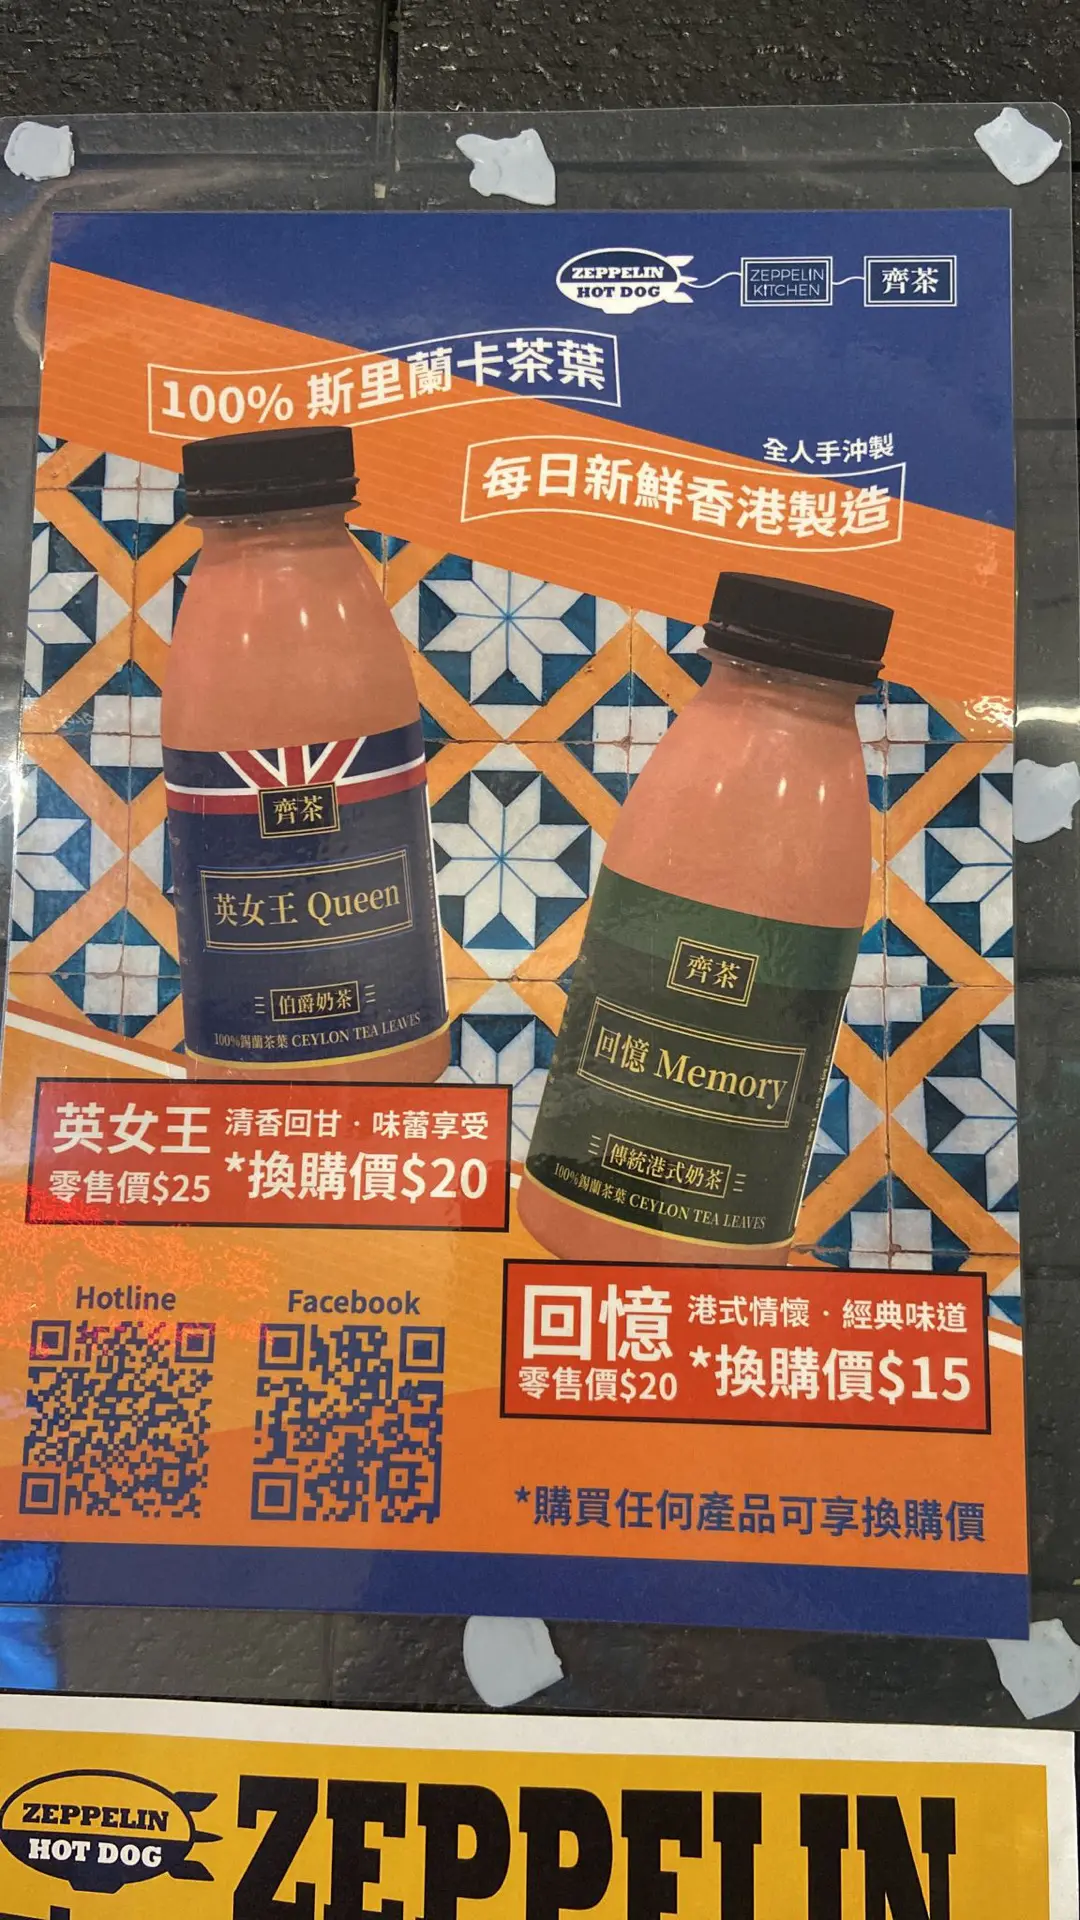 ZEPPELIN
HOT DOG
ZEPPELIN
KITCHEN
齊茶
100% 斯里蘭卡茶葉
全人手沖製
每日新鮮香港製造
齊茶
英女王 Queen
伯爵奶茶
100%錫蘭茶葉 CEYLON TEA LEAVES
齊茶
回憶 Memory
傳統港式奶茶
100%錫蘭茶葉 CEYLON TEA LEAVES
英女王 清香回甘·味蕾享受
零售價$25 *換購價$20
回憶 港式情懷·經典味道
零售價$20 *換購價$15
Hotline
Facebook
*購買任何產品可享換購價
ZEPPELIN
HOT DOG
ZEPPELIN